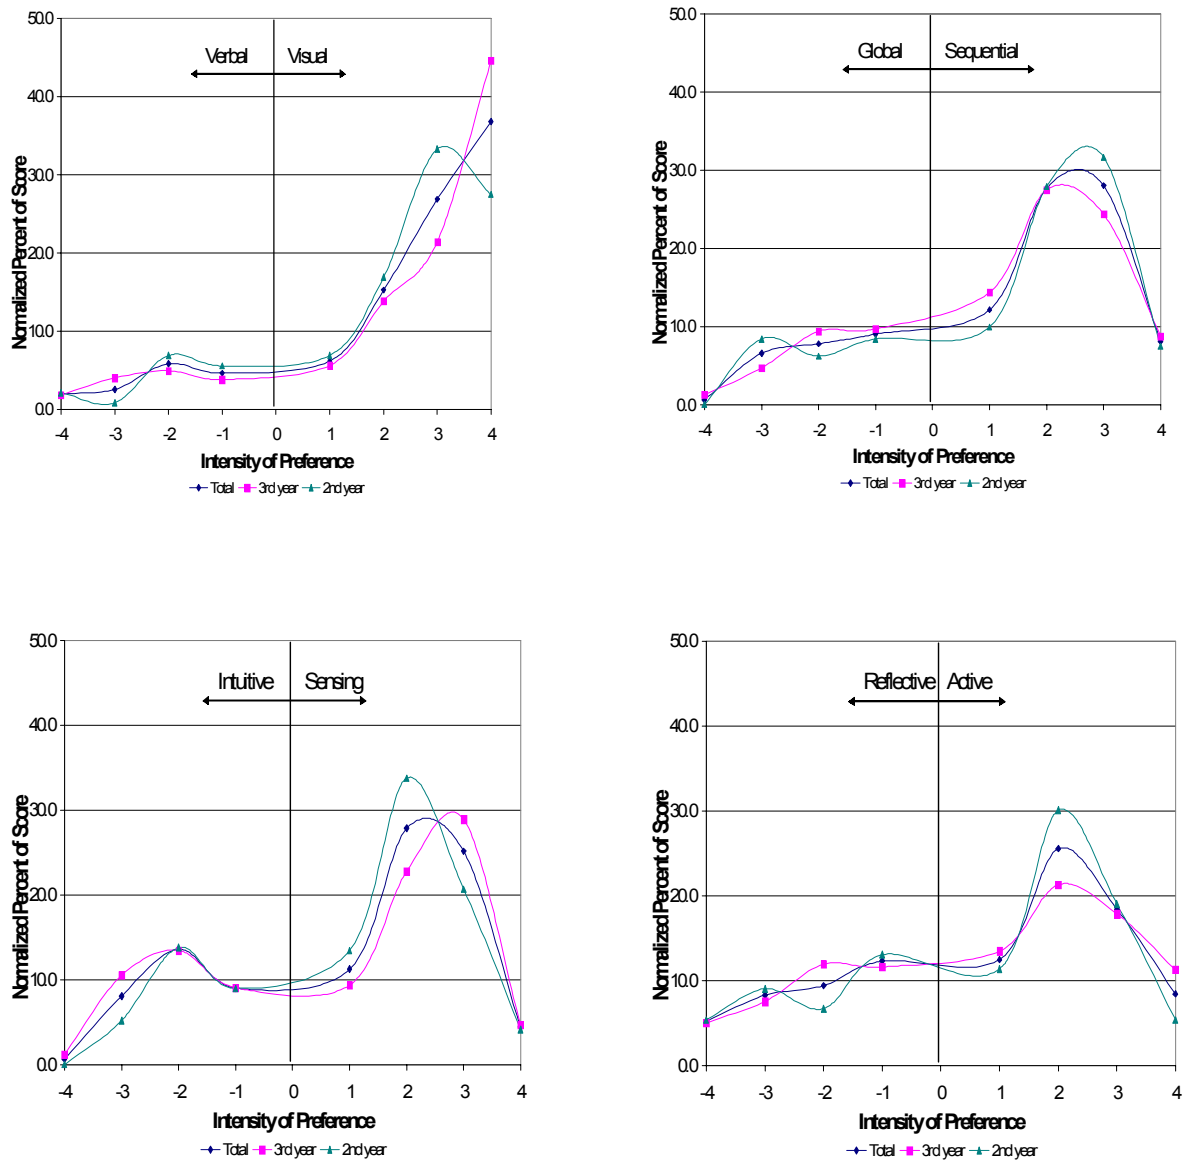 50.0
40.0
30.0
20.0
10.0
0.0
Normalized Percent of Score
Verbal Visual
-4 -3 -2 -1 0 1 2 3 4
Intensity of Preference
Total 3rd year 2nd year
50.0
40.0
30.0
20.0
10.0
0.0
Normalized Percent of Score
Global Sequential
-4 -3 -2 -1 0 1 2 3 4
Intensity of Preference
Total 3rd year 2nd year
50.0
40.0
30.0
20.0
10.0
0.0
Normalized Percent of Score
Intuitive Sensing
-4 -3 -2 -1 0 1 2 3 4
Intensity of Preference
Total 3rd year 2nd year
50.0
40.0
30.0
20.0
10.0
0.0
Normalized Percent of Score
Reflective Active
-4 -3 -2 -1 0 1 2 3 4
Intensity of Preference
Total 3rd year 2nd year